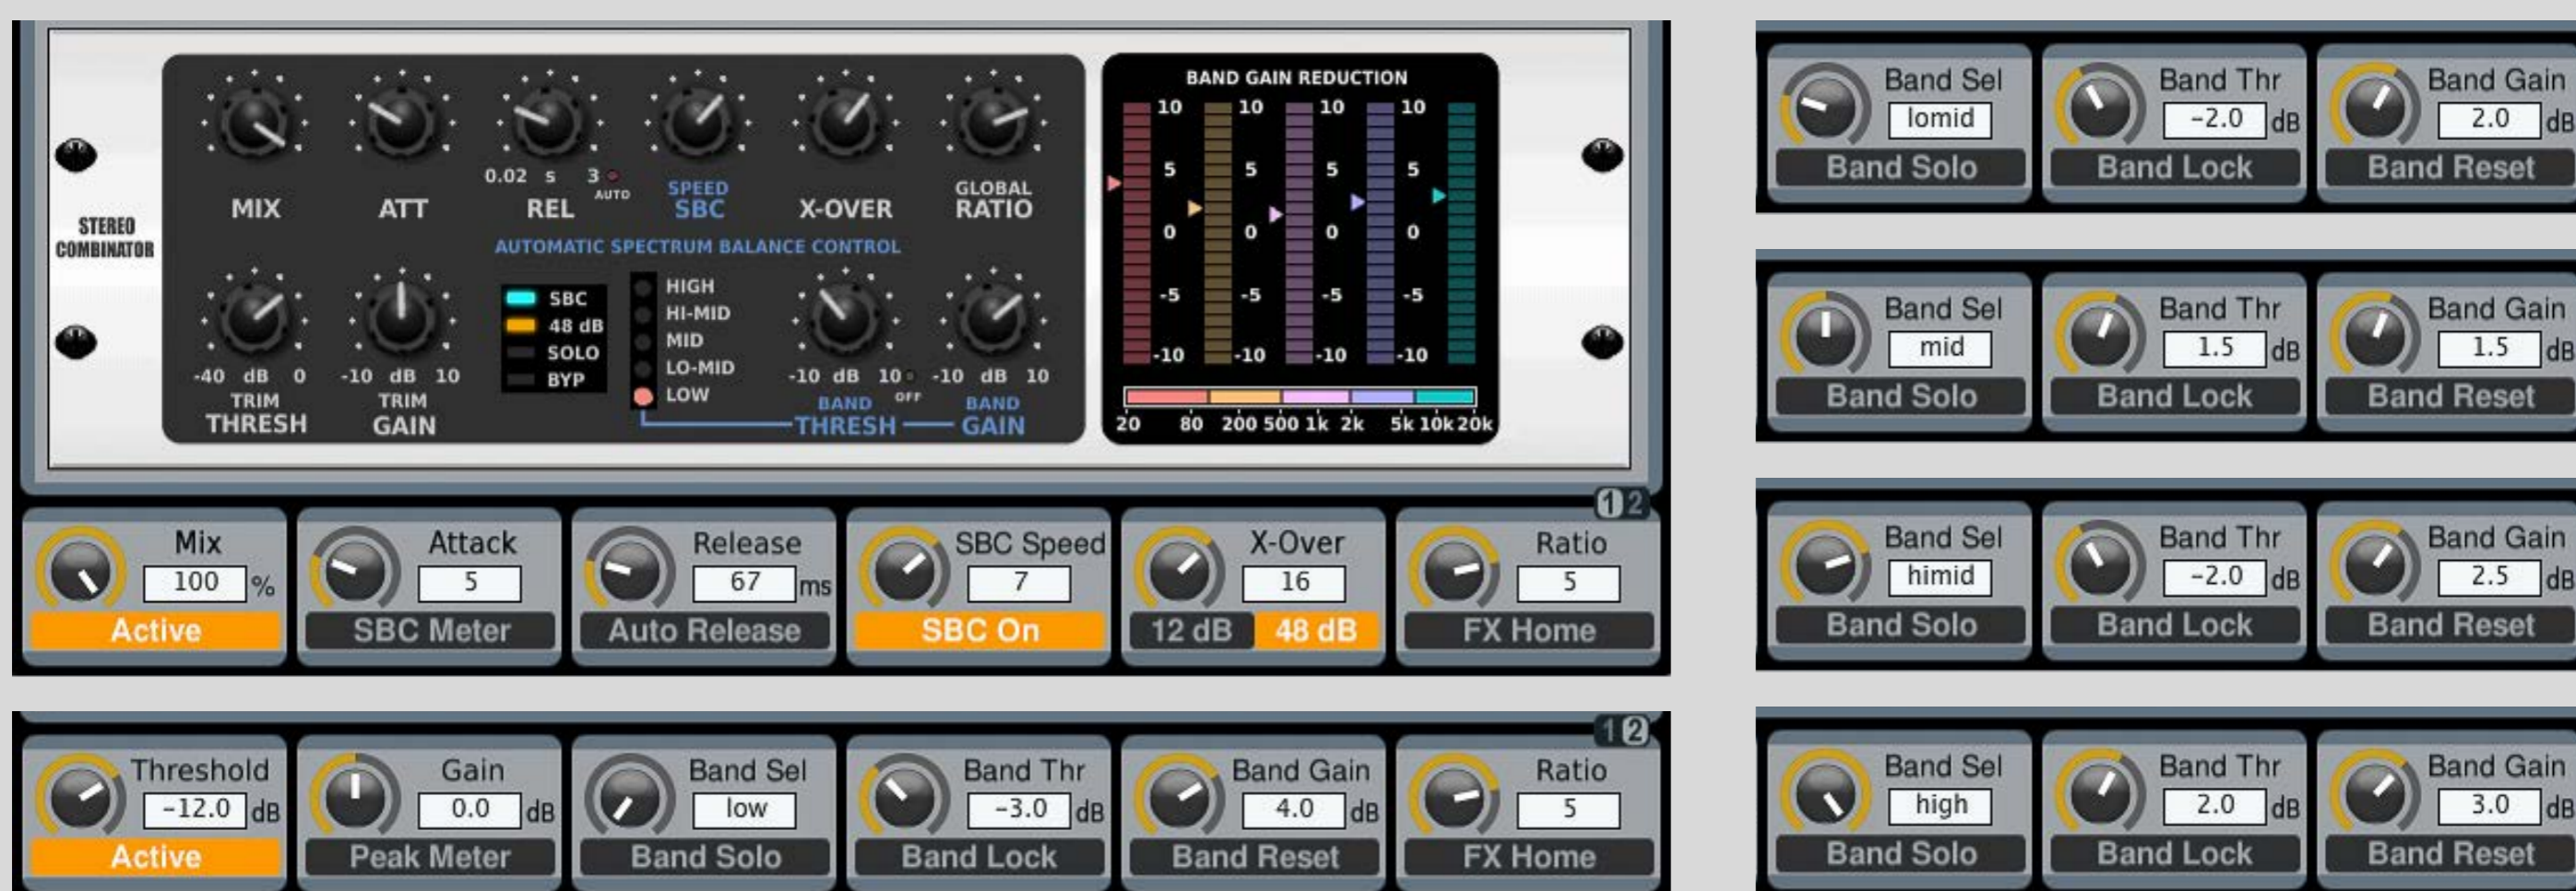 BAND GAIN REDUCTION
10 10 10 10
5 5 5 5
0 0 0 0
-5 -5 -5 -5
-10 -10 -10 -10
20 80 200 500 1k 2k 5k 10k 20k
STEREO
COMBINATOR
MIX
ATT
0.02 s 3
AUTO
REL
SPEED
SBC
X-OVER
GLOBAL
RATIO
AUTOMATIC SPECTRUM BALANCE CONTROL
-40 dB 0
TRIM
THRESH
-10 dB 10
TRIM
GAIN
SBC
48 dB
SOLO
BYP
HIGH
HI-MID
MID
LO-MID
LOW
-10 dB 10
OFF
BAND
THRESH
-10 dB 10
BAND
GAIN
1 2
Mix
100 %
Active
Attack
5
SBC Meter
Release
67 ms
Auto Release
SBC Speed
7
SBC On
X-Over
16
12 dB 48 dB
Ratio
5
FX Home
1 2
Threshold
-12.0 dB
Active
Gain
0.0 dB
Peak Meter
Band Sel
low
Band Solo
Band Thr
-3.0 dB
Band Lock
Band Gain
4.0 dB
Band Reset
Ratio
5
FX Home
Band Sel
lomid
Band Solo
Band Thr
-2.0 dB
Band Lock
Band Gain
2.0 dB
Band Reset
Band Sel
mid
Band Solo
Band Thr
1.5 dB
Band Lock
Band Gain
1.5 dB
Band Reset
Band Sel
himid
Band Solo
Band Thr
-2.0 dB
Band Lock
Band Gain
2.5 dB
Band Reset
Band Sel
high
Band Solo
Band Thr
2.0 dB
Band Lock
Band Gain
3.0 dB
Band Reset